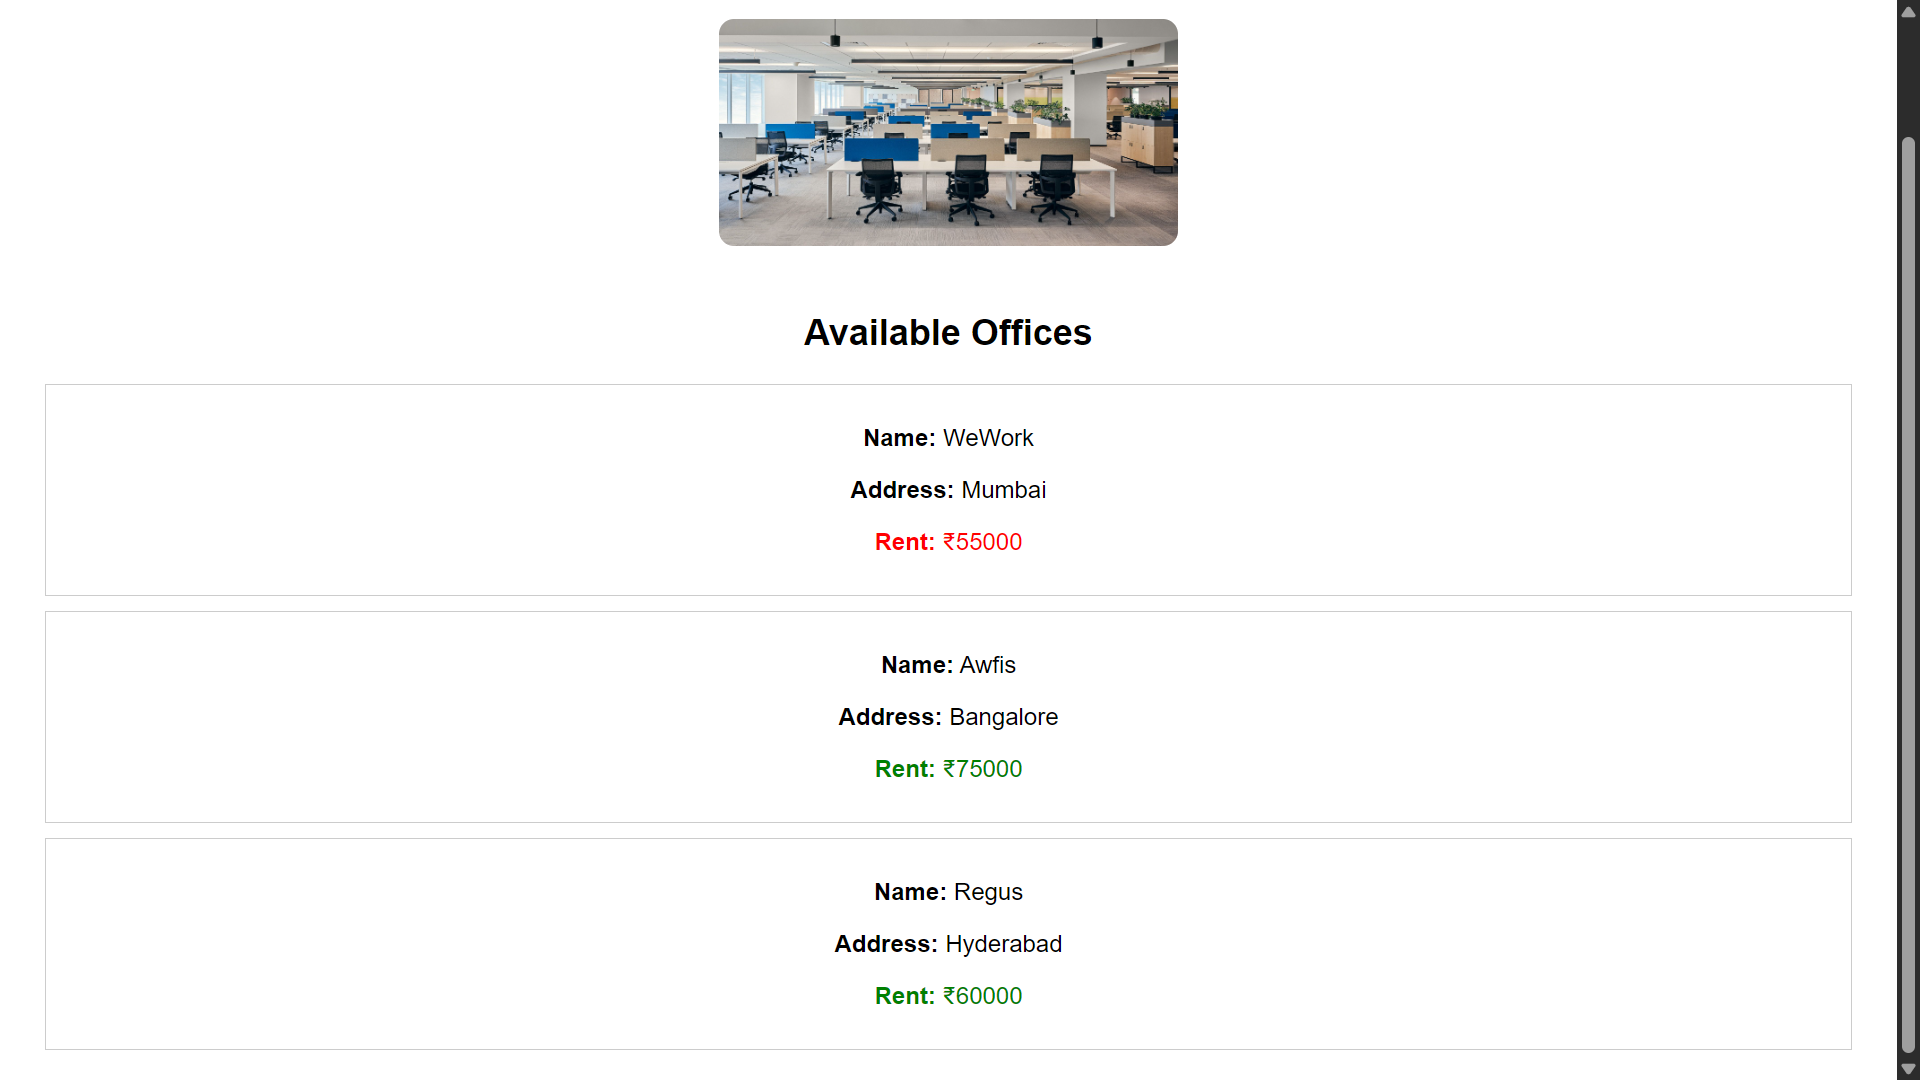 Available Offices
Name: WeWork
Address: Mumbai
Rent: ₹55000
Name: Awfis
Address: Bangalore
Rent: ₹75000
Name: Regus
Address: Hyderabad
Rent: ₹60000